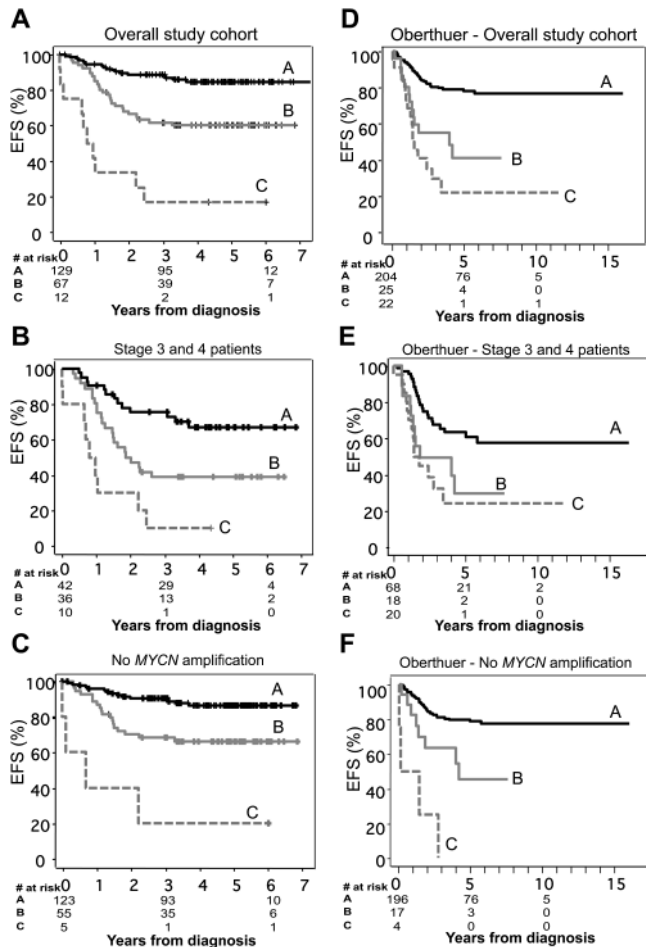 A
Overall study cohort
EFS (%)
100
80
60
40
20
0
A
B
C
0 1 2 3 4 5 6 7
# at risk
A 129 95 12
B 67 39 7
C 12 2 1
Years from diagnosis
B
Stage 3 and 4 patients
EFS (%)
100
80
60
40
20
0
A
B
C
0 1 2 3 4 5 6 7
# at risk
A 42 29 4
B 36 13 2
C 10 1 0
Years from diagnosis
C
No MYCN amplification
EFS (%)
100
80
60
40
20
0
A
B
C
0 1 2 3 4 5 6 7
# at risk
A 123 93 10
B 55 35 6
C 5 1 1
Years from diagnosis
D
Oberthuer - Overall study cohort
EFS (%)
100
80
60
40
20
0
A
B
C
0 5 10 15
# at risk
A 204 76 5
B 25 4 0
C 22 1 1
Years from diagnosis
E
Oberthuer - Stage 3 and 4 patients
EFS (%)
100
80
60
40
20
0
A
B
C
0 5 10 15
# at risk
A 68 21 2
B 18 2 0
C 20 1 0
Years from diagnosis
F
Oberthuer - No MYCN amplification
EFS (%)
100
80
60
40
20
0
A
B
C
0 5 10 15
# at risk
A 196 76 5
B 17 3 0
C 4 0 0
Years from diagnosis